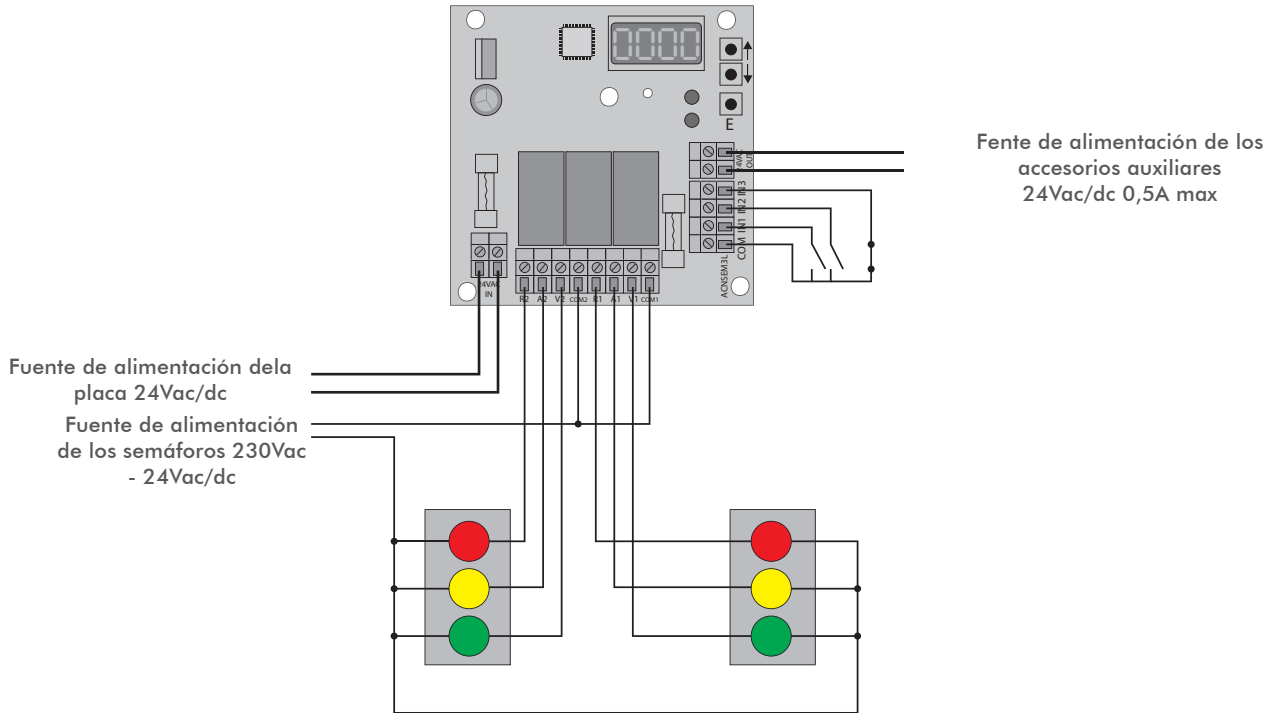 0000
E
24VAC
OUT
COM IN1 IN2 IN3
ACNSEM3L
24VAC
IN
R2 A2 V2 COM2 R1 A1 V1 COM1
Fente de alimentación de los
accesorios auxiliares
24Vac/dc 0,5A max
Fuente de alimentación dela
placa 24Vac/dc
Fuente de alimentación
de los semáforos 230Vac
- 24Vac/dc